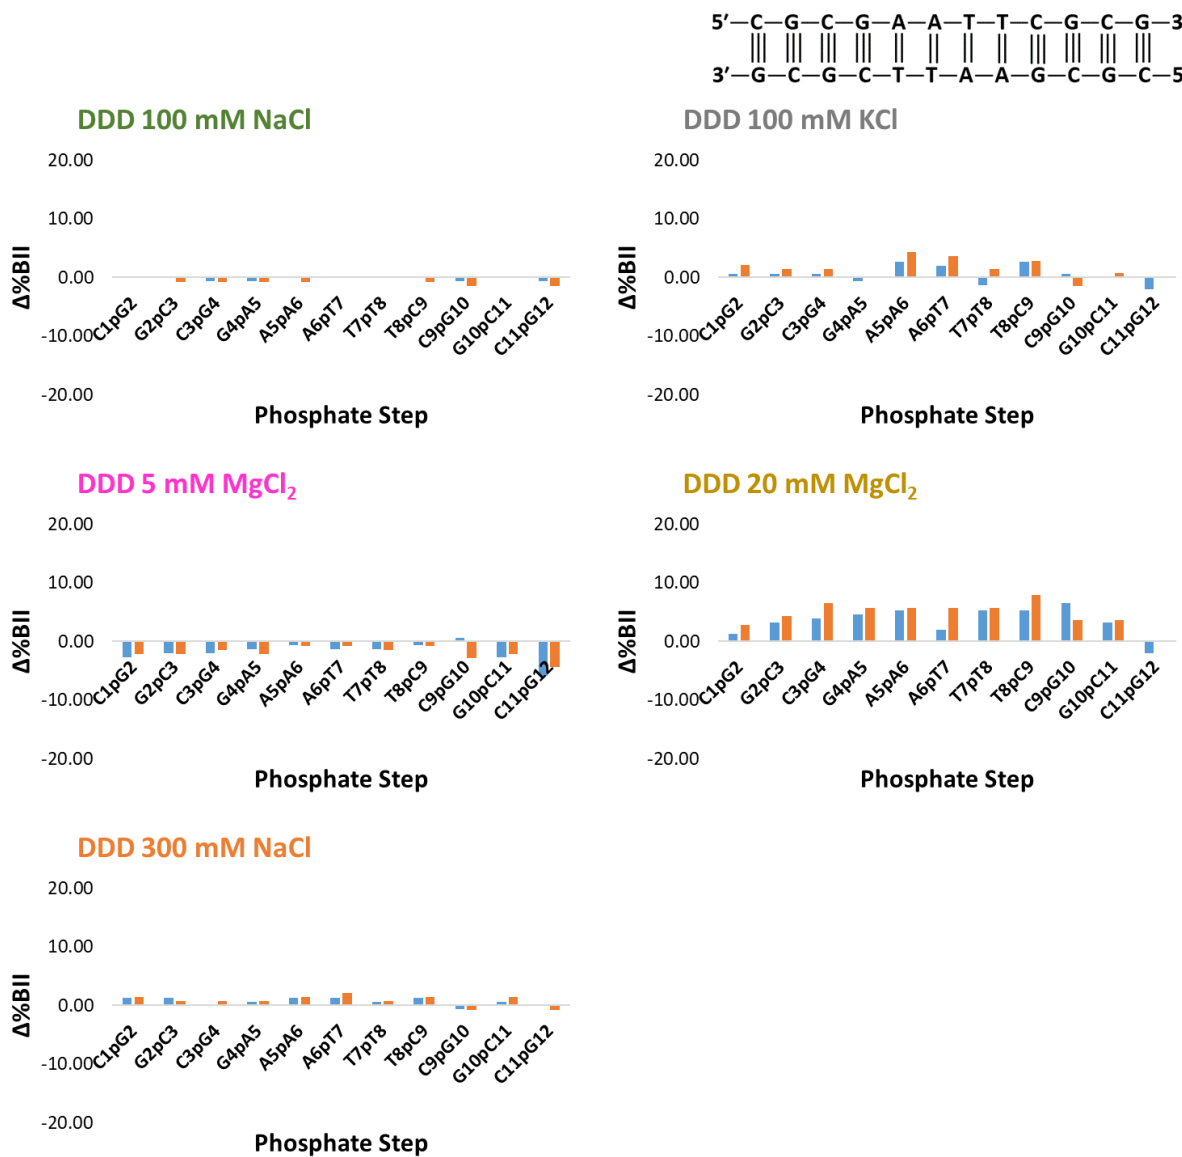 5′–C–G–C–G–A–A–T–T–C–G–C–G–3
3′–G–C–G–C–T–T–A–A–G–C–G–C–5
DDD 100 mM NaCl
20.00
10.00
0.00
-10.00
-20.00
Δ%BII
C1pG2
G2pC3
C3pG4
G4pA5
A5pA6
A6pT7
T7pT8
T8pC9
C9pG10
G10pC11
C11pG12
Phosphate Step
DDD 100 mM KCl
20.00
10.00
0.00
-10.00
-20.00
Δ%BII
C1pG2
G2pC3
C3pG4
G4pA5
A5pA6
A6pT7
T7pT8
T8pC9
C9pG10
G10pC11
C11pG12
Phosphate Step
DDD 5 mM MgCl₂
20.00
10.00
0.00
-10.00
-20.00
Δ%BII
C1pG2
G2pC3
C3pG4
G4pA5
A5pA6
A6pT7
T7pT8
T8pC9
C9pG10
G10pC11
C11pG12
Phosphate Step
DDD 20 mM MgCl₂
20.00
10.00
0.00
-10.00
-20.00
Δ%BII
C1pG2
G2pC3
C3pG4
G4pA5
A5pA6
A6pT7
T7pT8
T8pC9
C9pG10
G10pC11
C11pG12
Phosphate Step
DDD 300 mM NaCl
20.00
10.00
0.00
-10.00
-20.00
Δ%BII
C1pG2
G2pC3
C3pG4
G4pA5
A5pA6
A6pT7
T7pT8
T8pC9
C9pG10
G10pC11
C11pG12
Phosphate Step